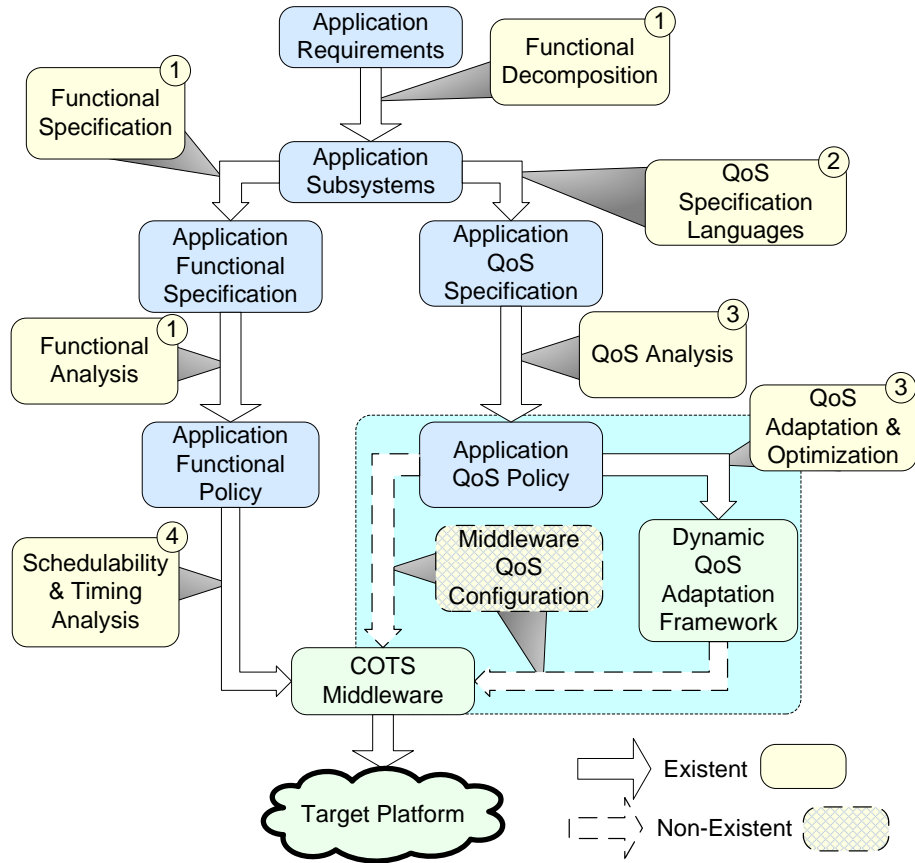 Application
Requirements
1
Functional
Decomposition
1
Functional
Specification
Application
Subsystems
2
QoS
Specification
Languages
Application
Functional
Specification
Application
QoS
Specification
1
Functional
Analysis
3
QoS Analysis
3
QoS
Adaptation &
Optimization
Application
Functional
Policy
Application
QoS Policy
4
Schedulability
& Timing
Analysis
Middleware
QoS
Configuration
Dynamic
QoS
Adaptation
Framework
COTS
Middleware
Target Platform
Existent
Non-Existent